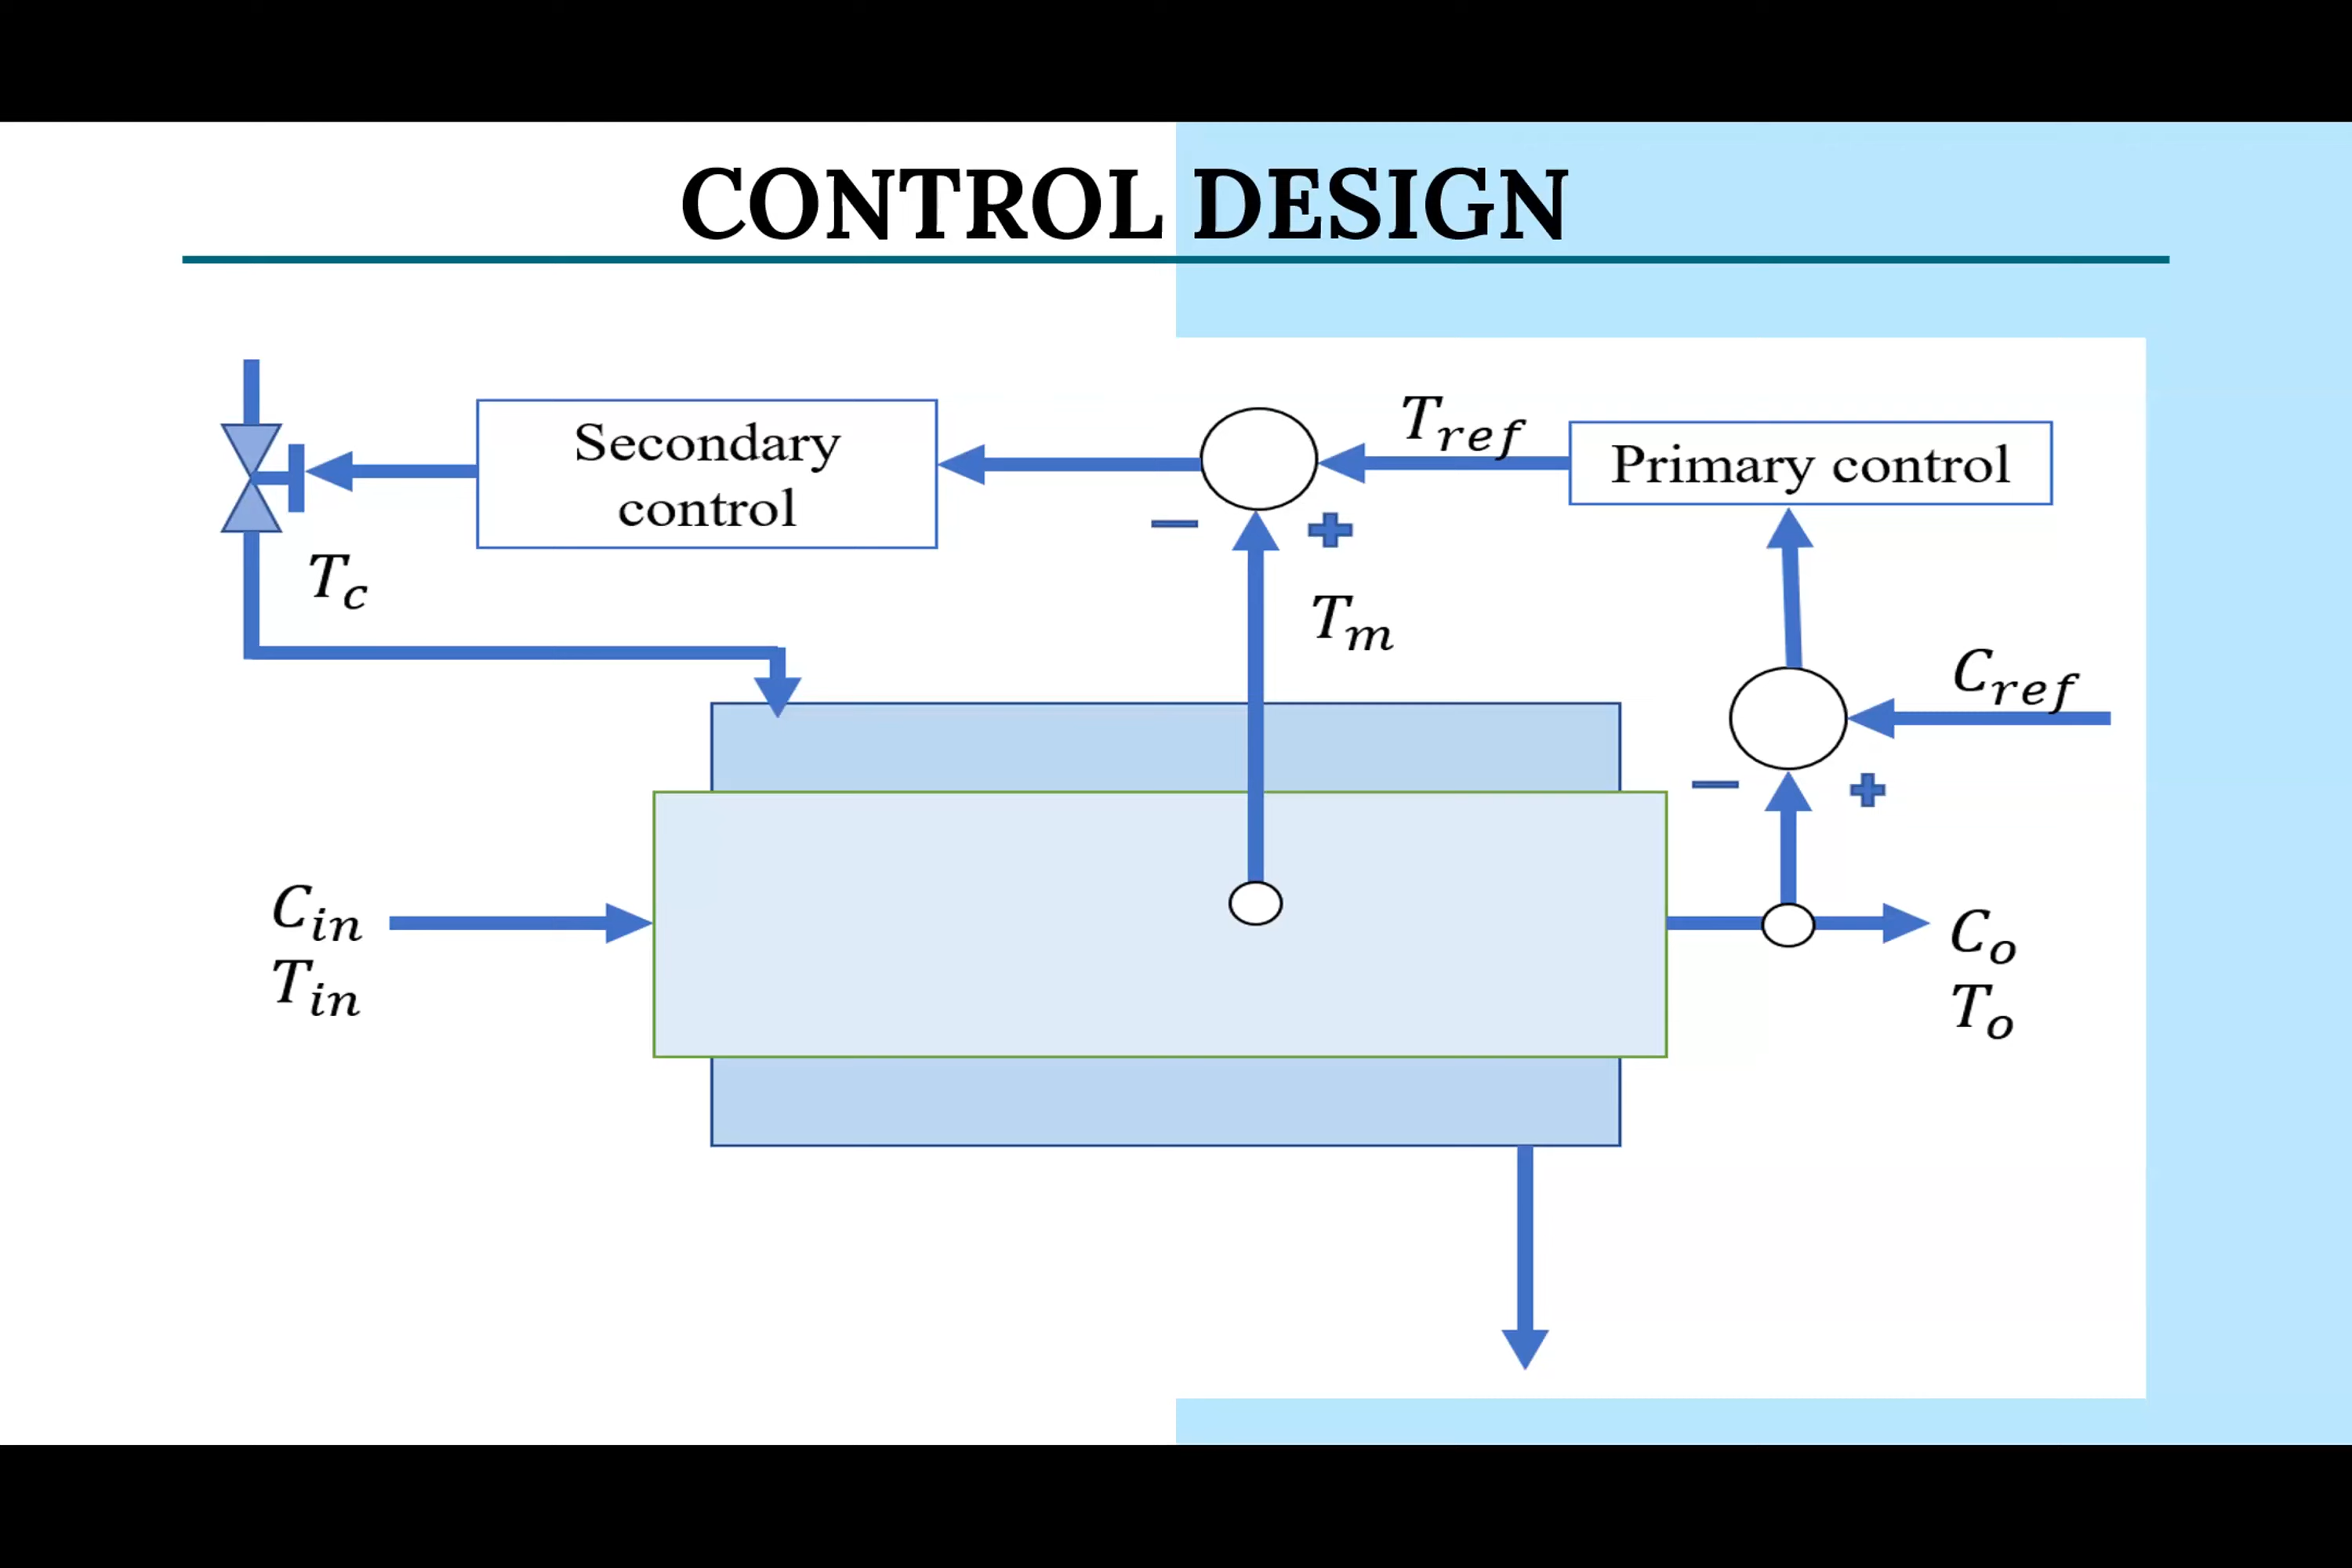 CONTROL DESIGN
Secondary
control
T_ref
Primary control
−
+
T_c
T_m
C_ref
−
+
C_in
T_in
C_o
T_o